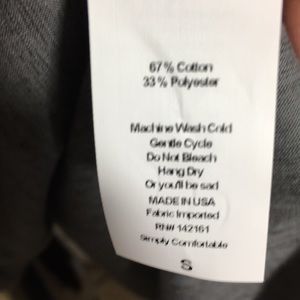 67% Cotton
33% Polyester
Machine Wash Cold
Gentle Cycle
Do Not Bleach
Hang Dry
Or you'll be sad
MADE IN USA
Fabric Imported
RN# 142161
Simply Comfortable
S